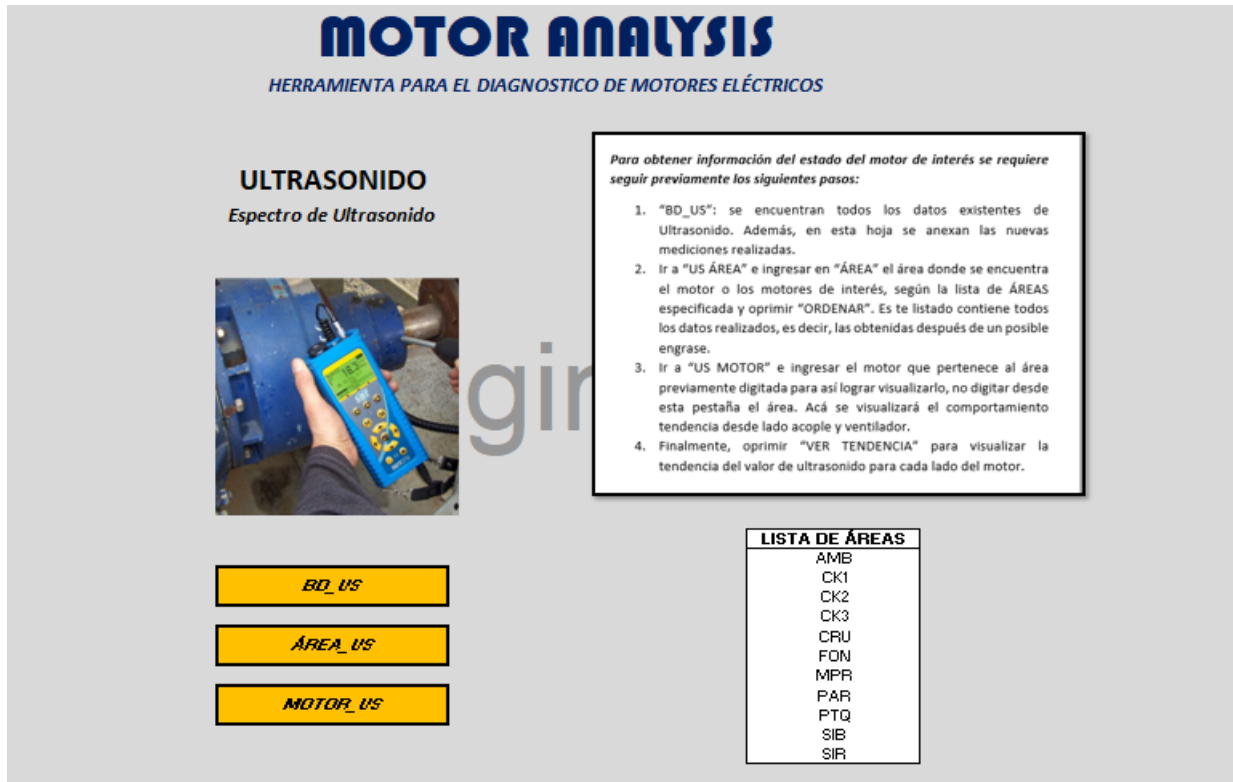 MOTOR ANALYSIS
HERRAMIENTA PARA EL DIAGNOSTICO DE MOTORES ELÉCTRICOS
ULTRASONIDO
Espectro de Ultrasonido
BD_US
ÁREA_US
MOTOR_US
Para obtener información del estado del motor de interés se requiere
seguir previamente los siguientes pasos:
1. "BD_US": se encuentran todos los datos existentes de
Ultrasonido. Además, en esta hoja se anexan las nuevas
mediciones realizadas.
2. Ir a "US ÁREA" e ingresar en "ÁREA" el área donde se encuentra
el motor o los motores de interés, según la lista de ÁREAS
especificada y oprimir "ORDENAR". Es te listado contiene todos
los datos realizados, es decir, las obtenidas después de un posible
engrase.
3. Ir a "US MOTOR" e ingresar el motor que pertenece al área
previamente digitada para así lograr visualizarlo, no digitar desde
esta pestaña el área. Acá se visualizará el comportamiento
tendencia desde lado acople y ventilador.
4. Finalmente, oprimir "VER TENDENCIA" para visualizar la
tendencia del valor de ultrasonido para cada lado del motor.
LISTA DE ÁREAS
AMB
CK1
CK2
CK3
CRU
FON
MPR
PAR
PTQ
SIB
SIR